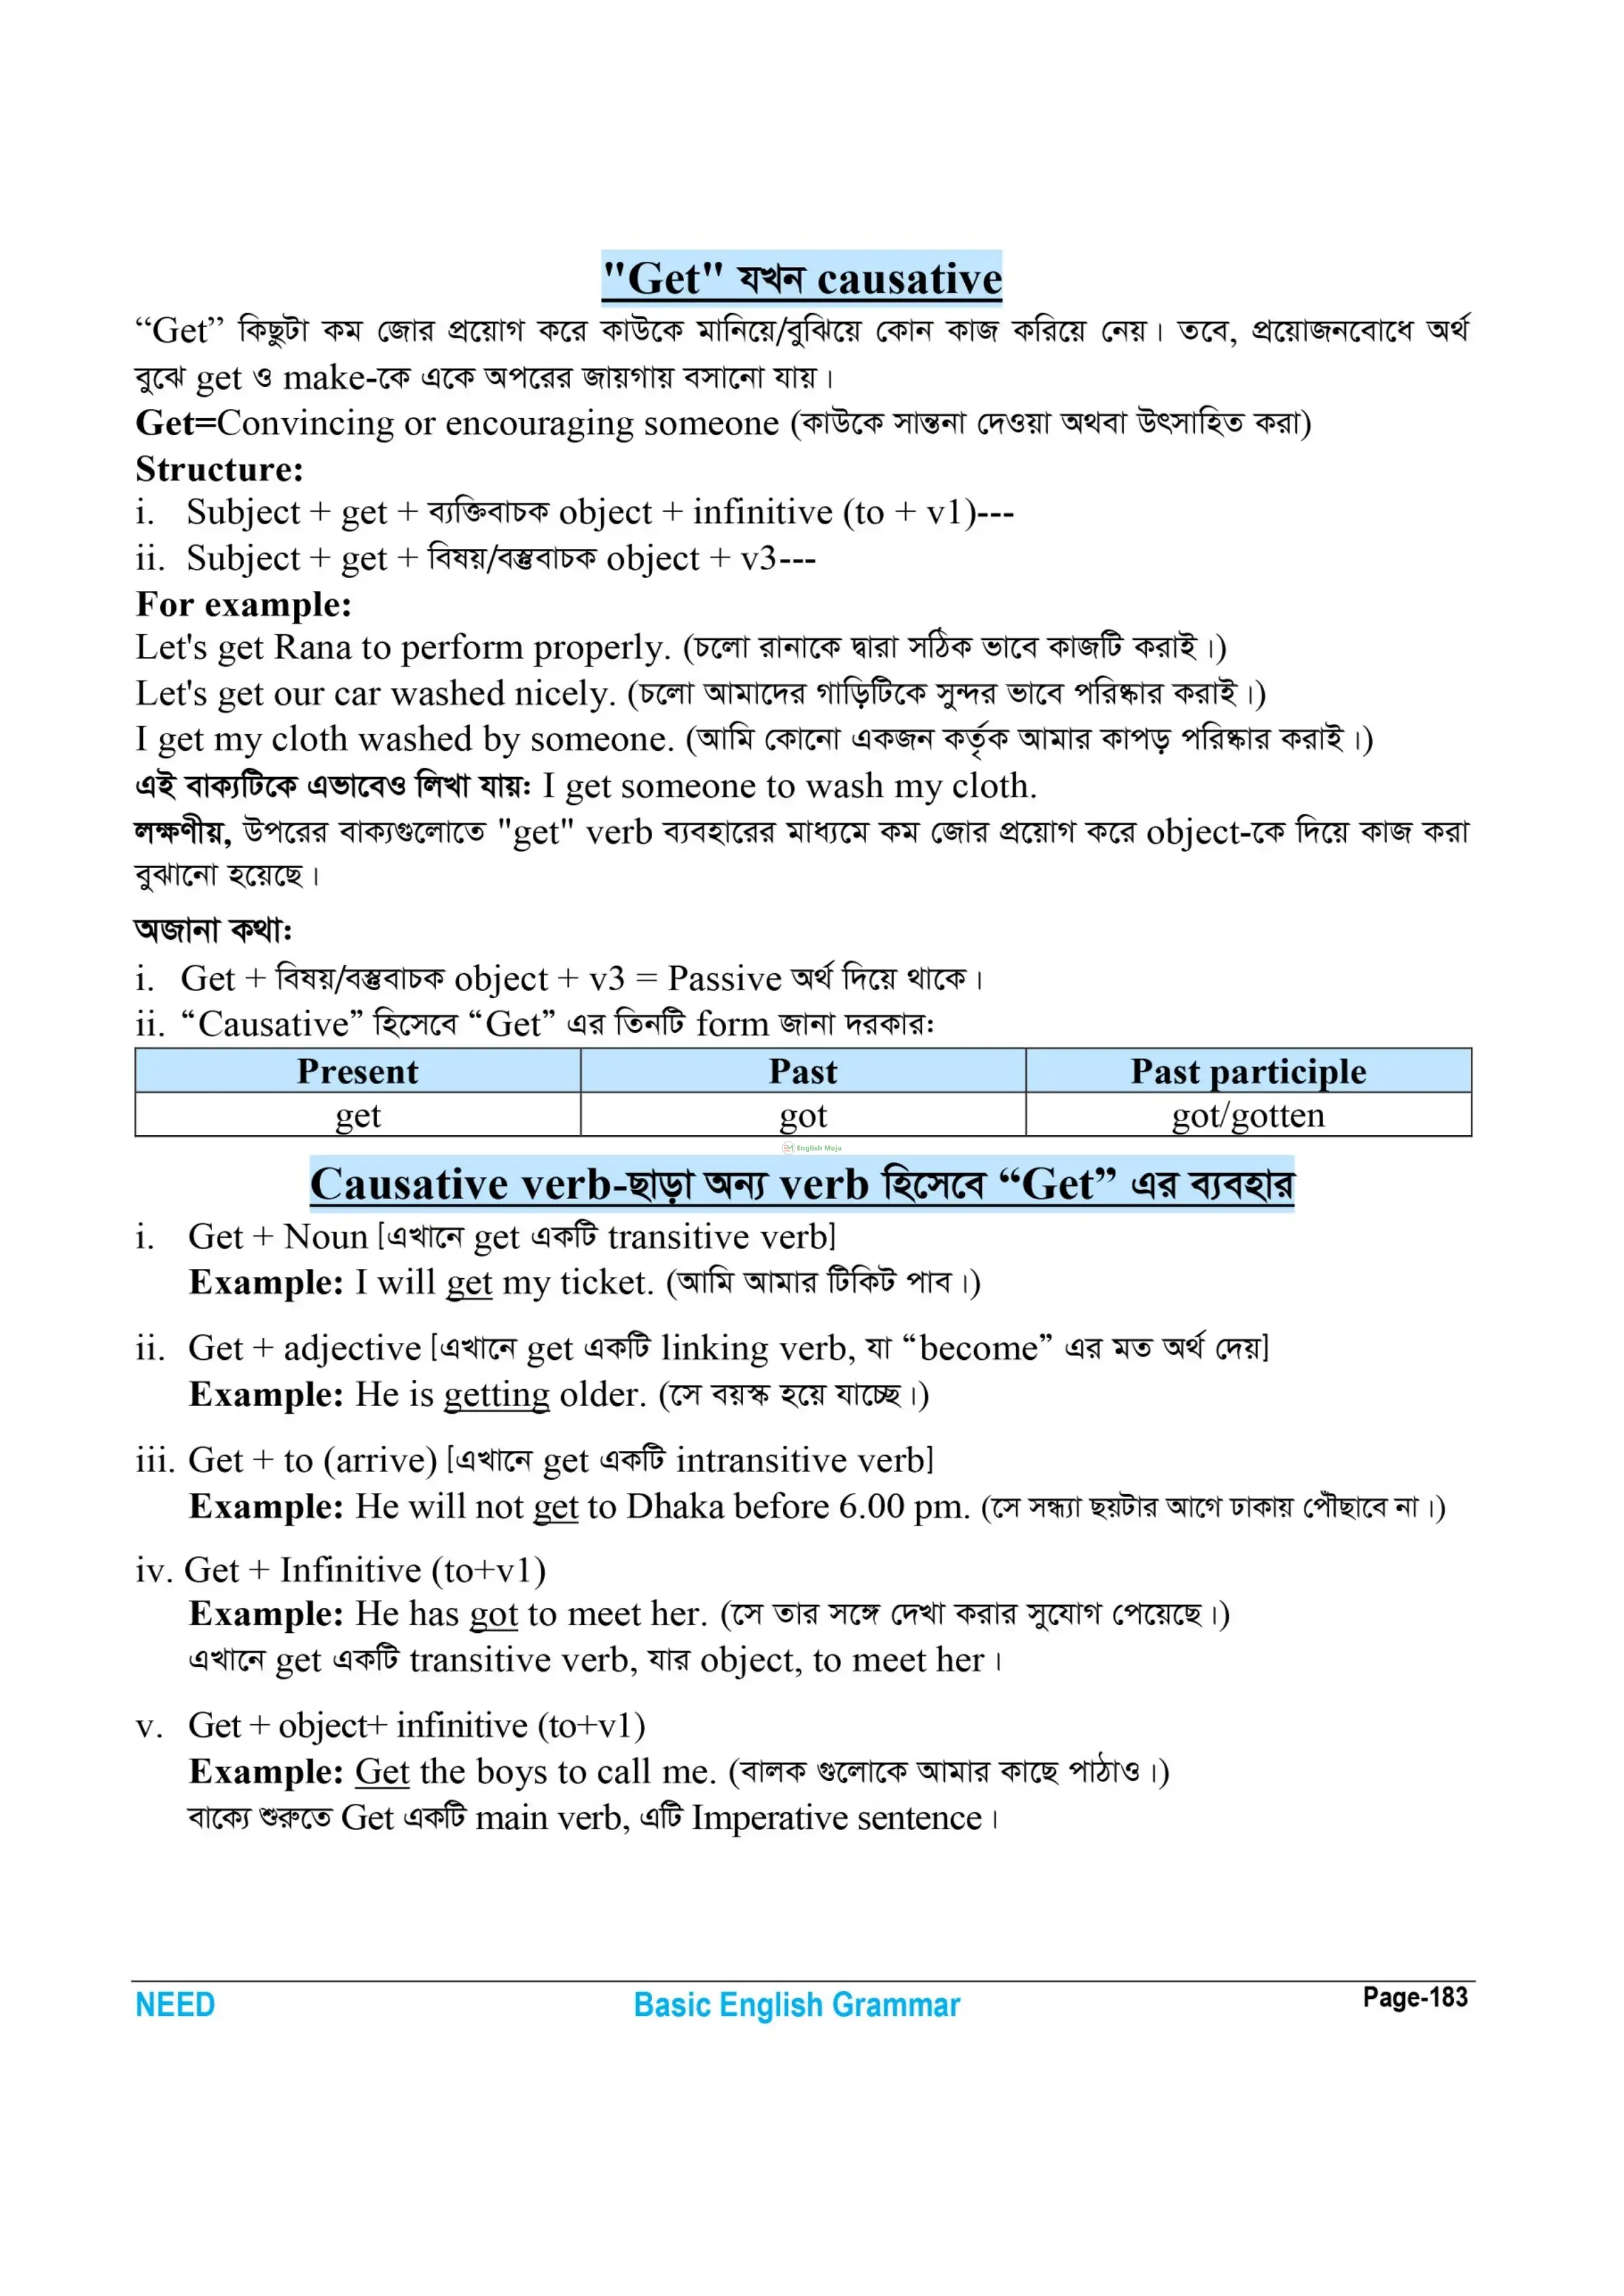 "Get" যখন causative
“Get” কিছুটা কম জোর প্রয়োগ করে কাউকে মানিয়ে/বুঝিয়ে কোন কাজ করিয়ে নেয়। তবে, প্রয়োজনবোধে অর্থ
বুঝে get ও make-কে একে অপরের জায়গায় বসানো যায়।
Get=Convincing or encouraging someone (কাউকে সান্তনা দেওয়া অথবা উৎসাহিত করা)
Structure:
i. Subject + get + ব্যক্তিবাচক object + infinitive (to + v1)---
ii. Subject + get + বিষয়/বস্তুবাচক object + v3---
For example:
Let's get Rana to perform properly. (চলো রানাকে দ্বারা সঠিক ভাবে কাজটি করাই।)
Let's get our car washed nicely. (চলো আমাদের গাড়িটিকে সুন্দর ভাবে পরিষ্কার করাই।)
I get my cloth washed by someone. (আমি কোনো একজন কর্তৃক আমার কাপড় পরিষ্কার করাই।)
এই বাক্যটিকে এভাবেও লিখা যায়ঃ I get someone to wash my cloth.
লক্ষণীয়, উপরের বাক্যগুলোতে "get" verb ব্যবহারের মাধ্যমে কম জোর প্রয়োগ করে object-কে দিয়ে কাজ করা
বুঝানো হয়েছে।
অজানা কথাঃ
i. Get + বিষয়/বস্তুবাচক object + v3 = Passive অর্থ দিয়ে থাকে।
ii. “Causative” হিসেবে “Get” এর তিনটি form জানা দরকারঃ
Present Past Past participle
get got got/gotten
English Moja
Causative verb-ছাড়া অন্য verb হিসেবে “Get” এর ব্যবহার
i. Get + Noun [এখানে get একটি transitive verb]
Example: I will get my ticket. (আমি আমার টিকিট পাব।)
ii. Get + adjective [এখানে get একটি linking verb, যা “become” এর মত অর্থ দেয়]
Example: He is getting older. (সে বয়স্ক হয়ে যাচ্ছে।)
iii. Get + to (arrive) [এখানে get একটি intransitive verb]
Example: He will not get to Dhaka before 6.00 pm. (সে সন্ধ্যা ছয়টার আগে ঢাকায় পৌঁছাবে না।)
iv. Get + Infinitive (to+v1)
Example: He has got to meet her. (সে তার সঙ্গে দেখা করার সুযোগ পেয়েছে।)
এখানে get একটি transitive verb, যার object, to meet her।
v. Get + object+ infinitive (to+v1)
Example: Get the boys to call me. (বালক গুলোকে আমার কাছে পাঠাও।)
বাক্যে শুরুতে Get একটি main verb, এটি Imperative sentence।
NEED Basic English Grammar Page-183